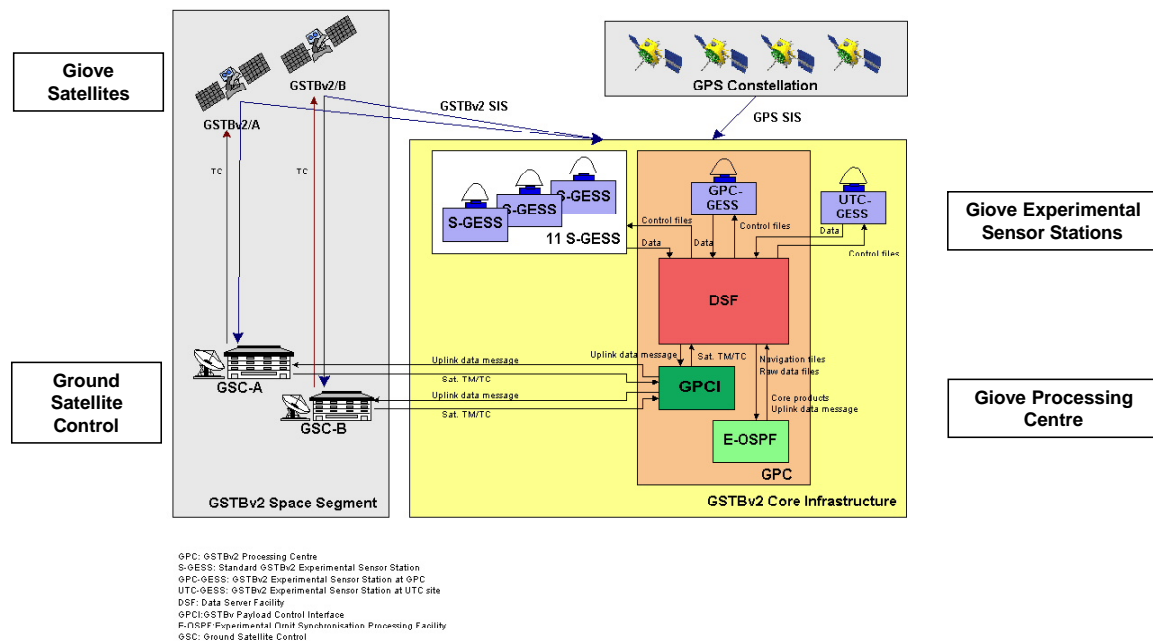 Giove
Satellites
GSTBv2/A
GSTBv2/B
TC
TC
GSTBv2 SIS
GPS Constellation
GPS SIS
S-GESS
S-GESS
S-GESS
11 S-GESS
GPC-
GESS
UTC-
GESS
Control files
Data
Data
Control files
Data
Control files
Giove Experimental
Sensor Stations
DSF
Uplink data message
Sat. TM/TC
Navigation files
Raw data files
Uplink data message
Sat. TM/TC
Uplink data message
Sat. TM/TC
GPCI
Core products
Uplink data message
E-OSPF
GPC
Ground
Satellite
Control
GSC-A
GSC-B
Giove Processing
Centre
GSTBv2 Space Segment
GSTBv2 Core Infrastructure
GPC: GSTBv2 Processing Centre
S-GESS: Standard GSTBv2 Experimental Sensor Station
GPC-GESS: GSTBv2 Experimental Sensor Station at GPC
UTC-GESS: GSTBv2 Experimental Sensor Station at UTC site
DSF: Data Server Facility
GPCI:GSTBv Payload Control Interface
E-OSPF:Experimental Orbit Synchronisation Processing Facility
GSC: Ground Satellite Control